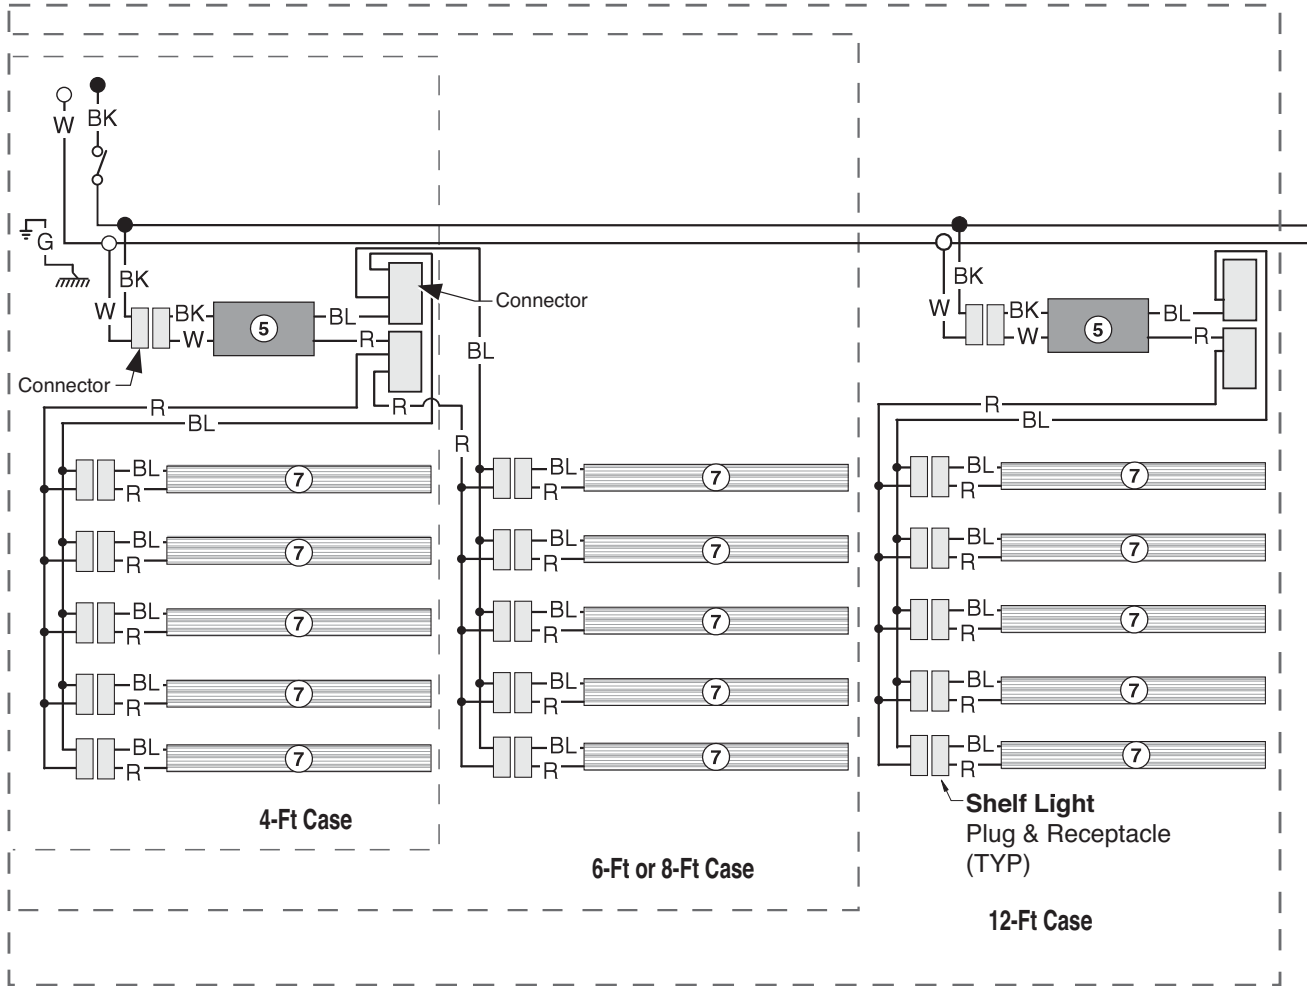 W
BK
G
BK
W
BK
W
5
BL
R
Connector
Connector
BL
R
R
BL
R
BK
W
BK
W
5
BL
R
R
BL
BL
R
7
BL
R
7
BL
R
7
BL
R
7
BL
R
7
BL
R
7
BL
R
7
BL
R
7
BL
R
7
BL
R
7
BL
R
7
BL
R
7
BL
R
7
BL
R
7
BL
R
7
Shelf Light
Plug & Receptacle
(TYP)
4-Ft Case
6-Ft or 8-Ft Case
12-Ft Case